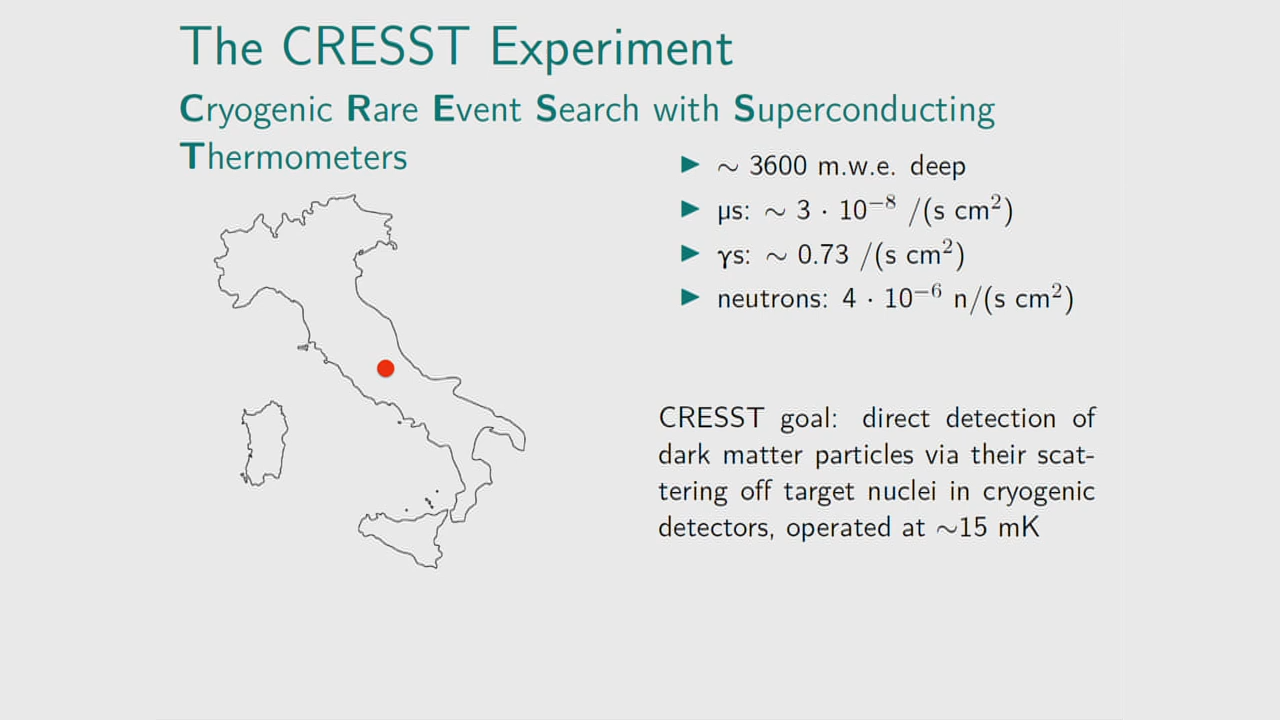 The CRESST Experiment
Cryogenic Rare Event Search with Superconducting
Thermometers
▶ ∼ 3600 m.w.e. deep
▶ µs: ∼ 3 · 10⁻⁸ /(s cm²)
▶ γs: ∼ 0.73 /(s cm²)
▶ neutrons: 4 · 10⁻⁶ n/(s cm²)
CRESST goal: direct detection of
dark matter particles via their scat-
tering off target nuclei in cryogenic
detectors, operated at ∼15 mK